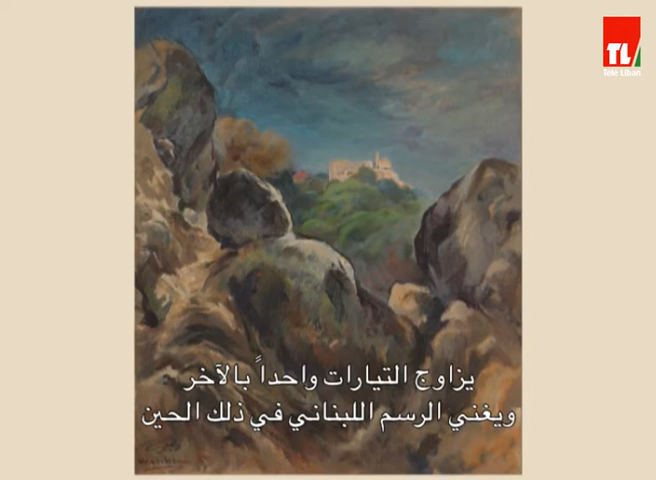 TL
Télé Liban
يزاوج التيارات واحداً بالآخر
ويغني الرسم اللبناني في ذلك الحين